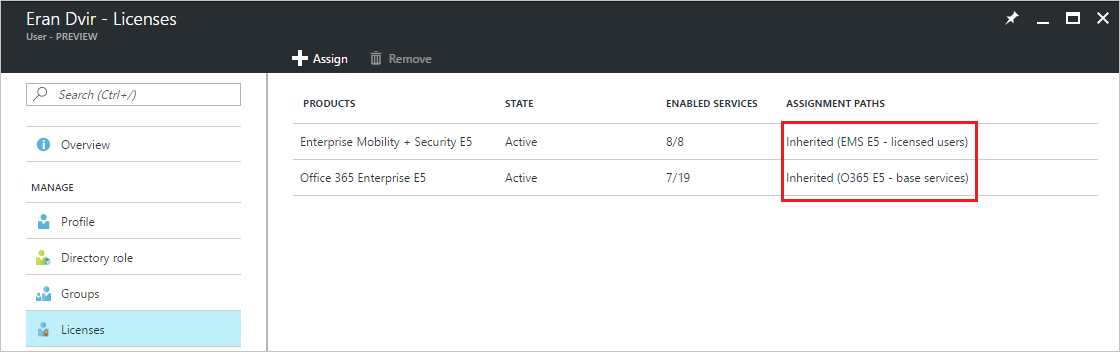 Eran Dvir - Licenses
User - PREVIEW
Assign Remove
Search (Ctrl+/)
Overview
MANAGE
Profile
Directory role
Groups
Licenses
PRODUCTS STATE ENABLED SERVICES ASSIGNMENT PATHS
Enterprise Mobility + Security E5 Active 8/8 Inherited (EMS E5 - licensed users)
Office 365 Enterprise E5 Active 7/19 Inherited (O365 E5 - base services)